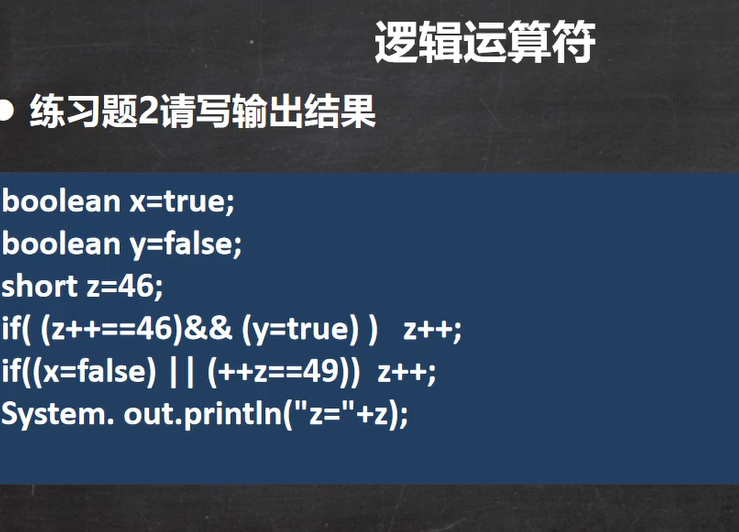 逻辑运算符
练习题2请写输出结果
boolean x=true;
boolean y=false;
short z=46;
if( (z++==46)&& (y=true) )   z++;
if((x=false) || (++z==49))  z++;
System. out.println("z="+z);